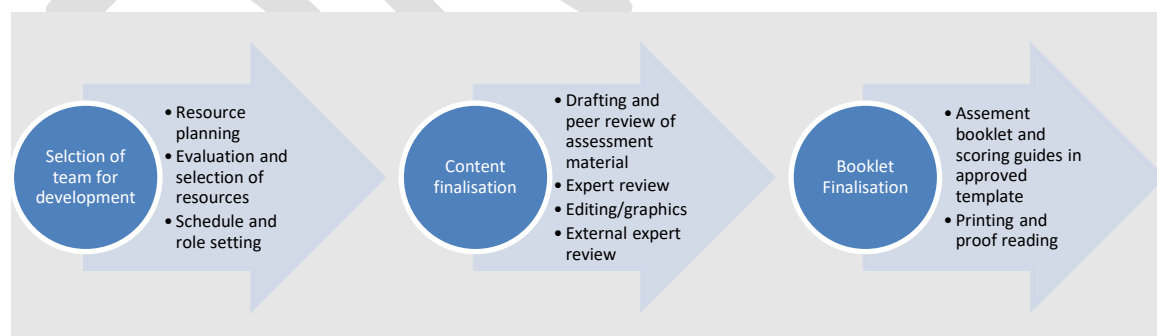 Selction of
team for
development
• Resource
planning
• Evaluation and
selection of
resources
• Schedule and
role setting
Content
finalisation
• Drafting and
peer review of
assessment
material
• Expert review
• Editing/graphics
• External expert
review
Booklet
Finalisation
• Assement
booklet and
scoring guides in
approved
template
• Printing and
proof reading